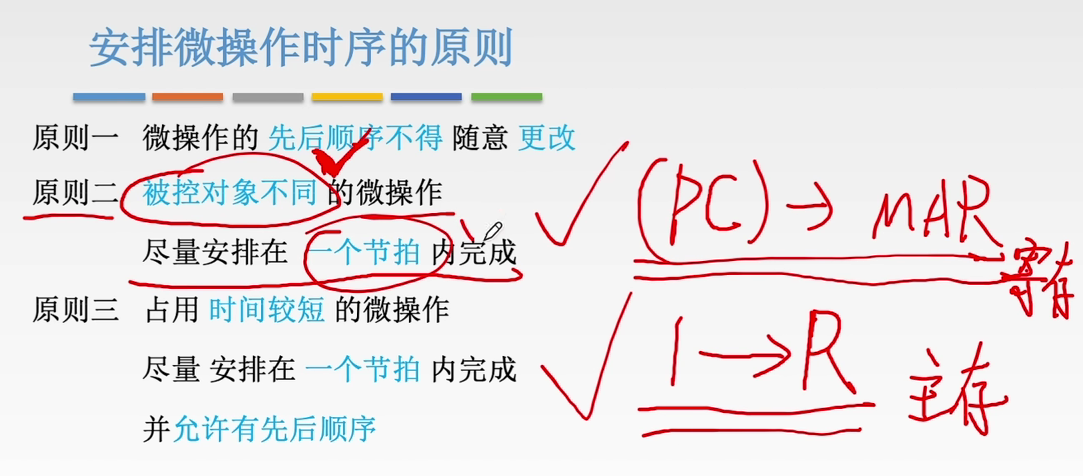 安排微操作时序的原则
原则一 微操作的 先后顺序不得 随意 更改
原则二 被控对象不同 的微操作
尽量安排在 一个节拍 内完成
原则三 占用 时间较短 的微操作
尽量 安排在 一个节拍 内完成
并允许有先后顺序
(PC) → MAR
寄存
1 → R
主存